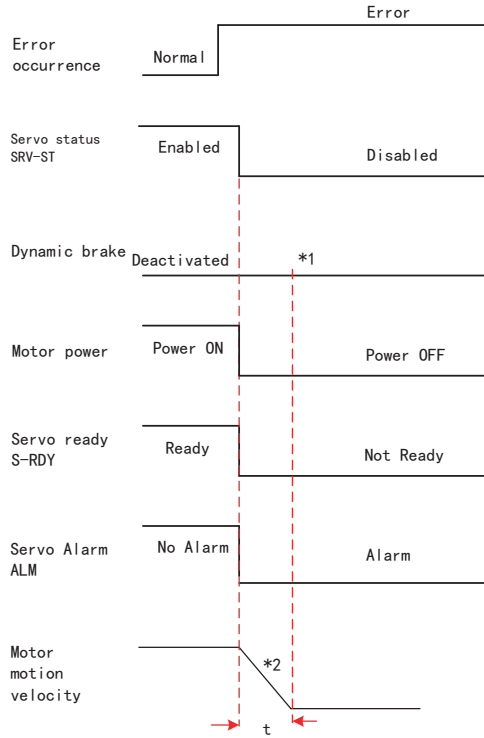 Error
Error
occurrence
Normal
Servo status
SRV-ST
Enabled
Disabled
Dynamic brake
Deactivated
*1
Motor power
Power ON
Power OFF
Servo ready
S-RDY
Ready
Not Ready
Servo Alarm
ALM
No Alarm
Alarm
Motor
motion
velocity
*2
t